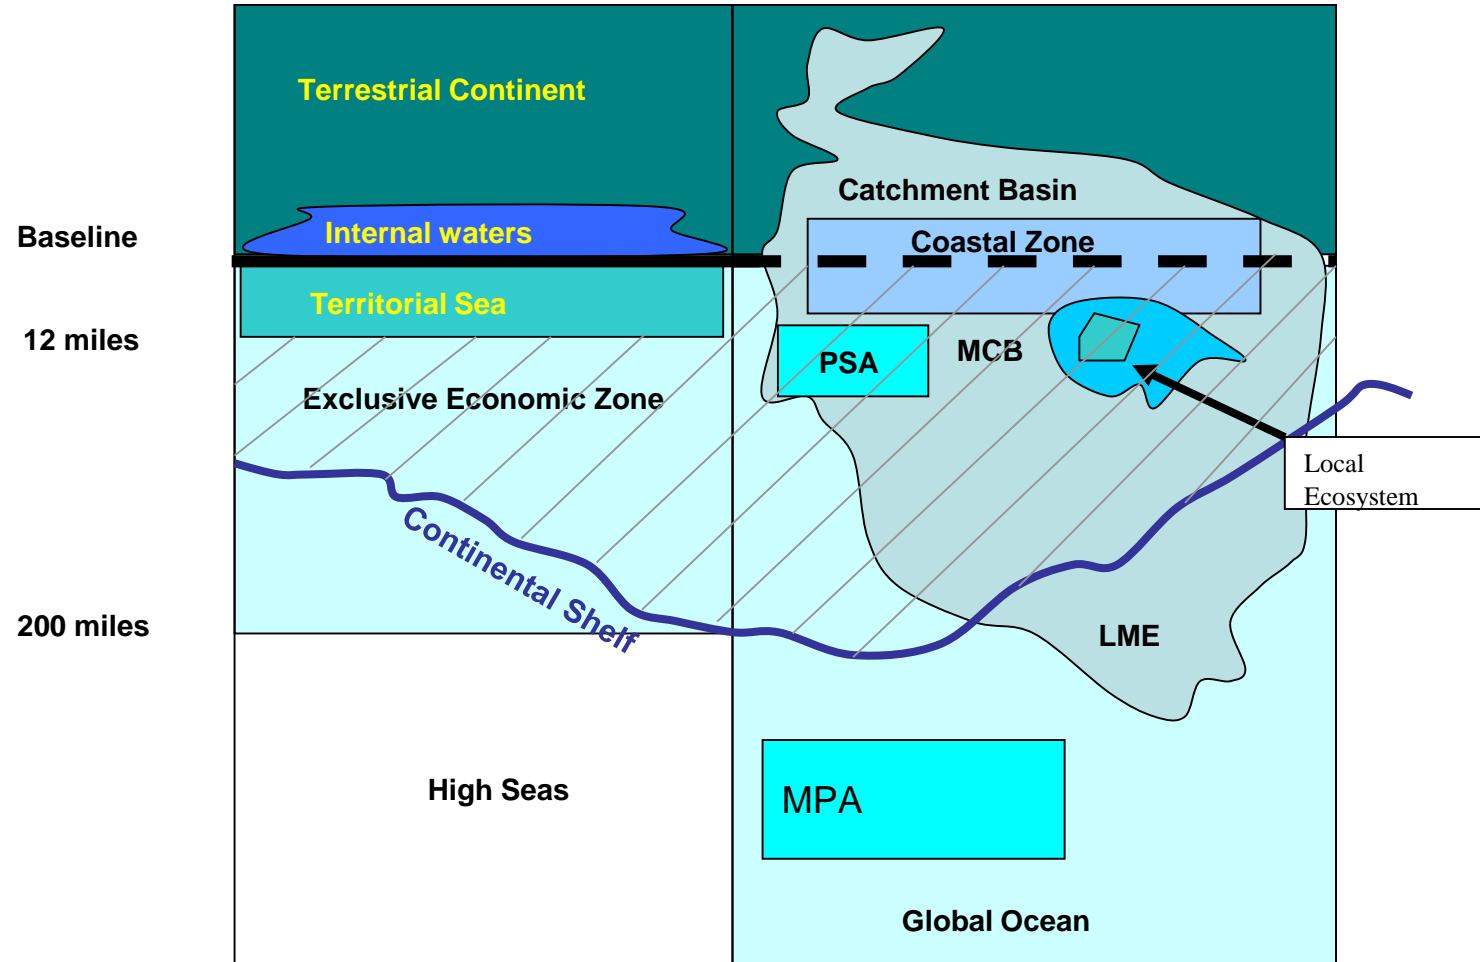 Terrestrial Continent
Catchment Basin
Baseline
Internal waters
Coastal Zone
Territorial Sea
12 miles
PSA
MCB
Exclusive Economic Zone
Local
Ecosystem
Continental Shelf
200 miles
LME
High Seas
MPA
Global Ocean